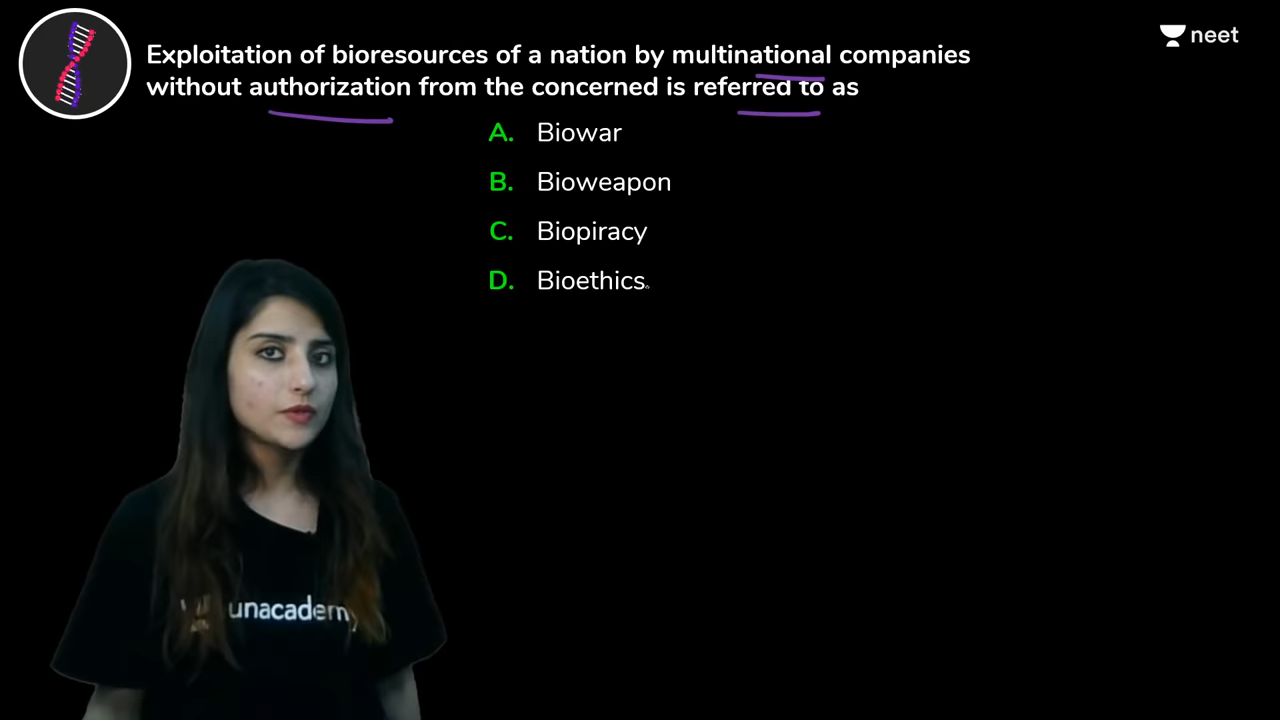 Exploitation of bioresources of a nation by multinational companies
without authorization from the concerned is referred to as
neet
A. Biowar
B. Bioweapon
C. Biopiracy
D. Bioethics
unacademy